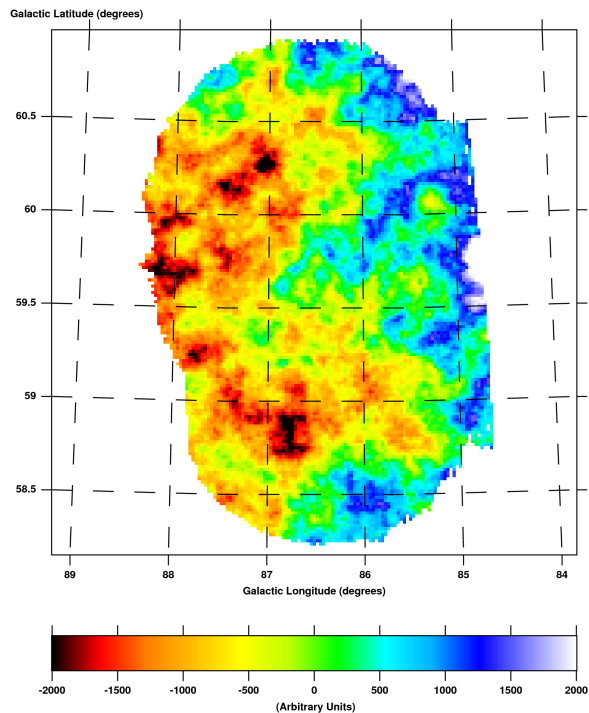 Galactic Latitude (degrees)
60.5
60
59.5
59
58.5
89 88 87 86 85 84
Galactic Longitude (degrees)
-2000 -1500 -1000 -500 0 500 1000 1500 2000
(Arbitrary Units)